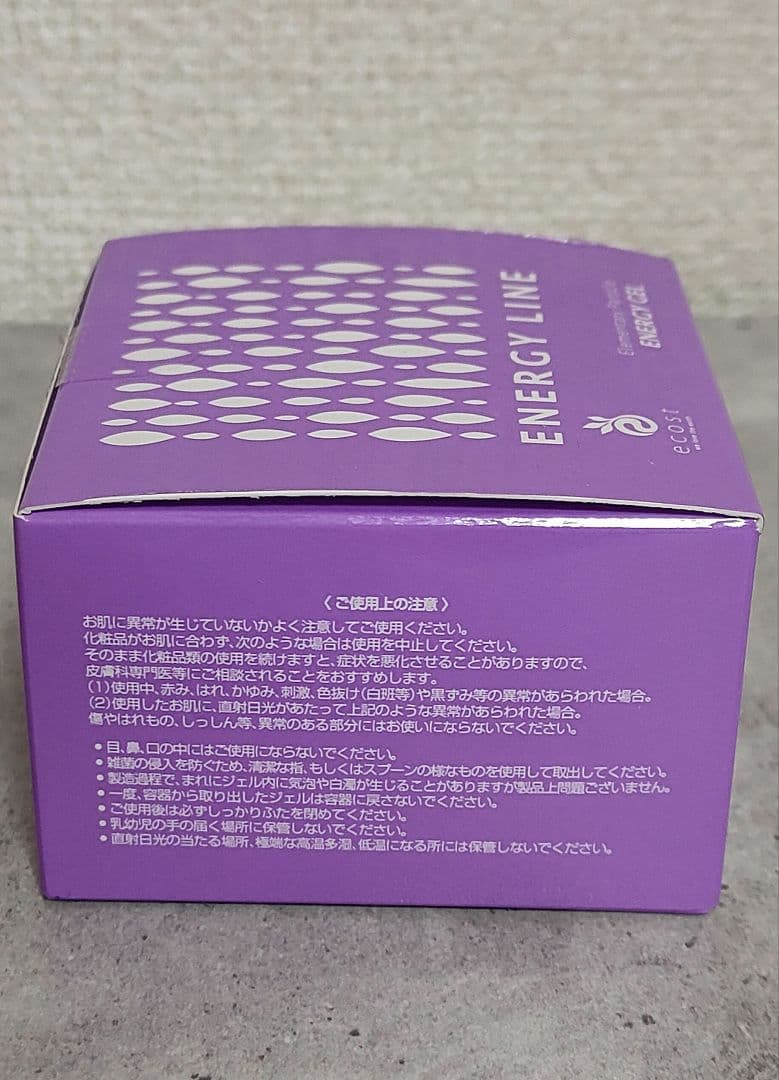 ENERGY LINE
Elementary Peptide
ENERGY GEL
ecost
〈ご使用上の注意〉
お肌に異常が生じていないかよく注意してご使用ください。
化粧品がお肌に合わず、次のような場合は使用を中止してください。
そのまま化粧品類の使用を続けますと、症状を悪化させることがありますので、
皮膚科専門医等にご相談されることをおすすめします。
(1)使用中、赤み、はれ、かゆみ、刺激、色抜け(白斑等)や黒ずみ等の異常があらわれた場合。
(2)使用したお肌に、直射日光があたって上記のような異常があらわれた場合。
傷やはれもの、しっしん等、異常のある部分にはお使いにならないでください。
●目、鼻、口の中にはご使用にならないでください。
●雑菌の侵入を防ぐため、清潔な指、もしくはスプーンの様なものを使用して取出してください。
●製造過程で、まれにジェル内に気泡や白濁が生じることがありますが製品上問題ございません。
●一度、容器から取り出したジェルは容器に戻さないでください。
●ご使用後は必ずしっかりふたを閉めてください。
●乳幼児の手の届く場所に保管しないでください。
●直射日光の当たる場所、極端な高温多湿、低温になる所には保管しないでください。